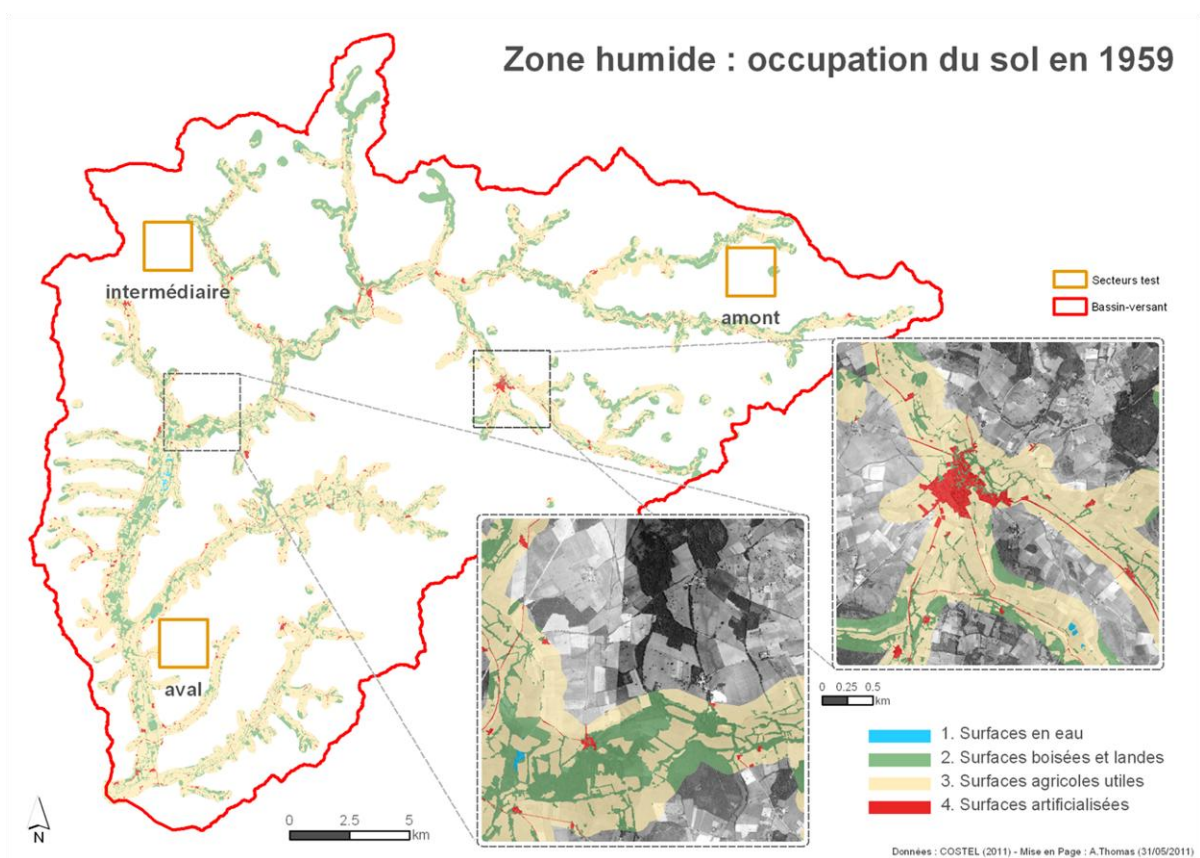 Zone humide : occupation du sol en 1959
intermédiaire
amont
Secteurs test
Bassin-versant
aval
0 0.25 0.5
km
1. Surfaces en eau
2. Surfaces boisées et landes
3. Surfaces agricoles utiles
4. Surfaces artificialisées
N
0 2.5 5
km
Données : COSTEL (2011) - Mise en Page : A.Thomas (31/05/2011)